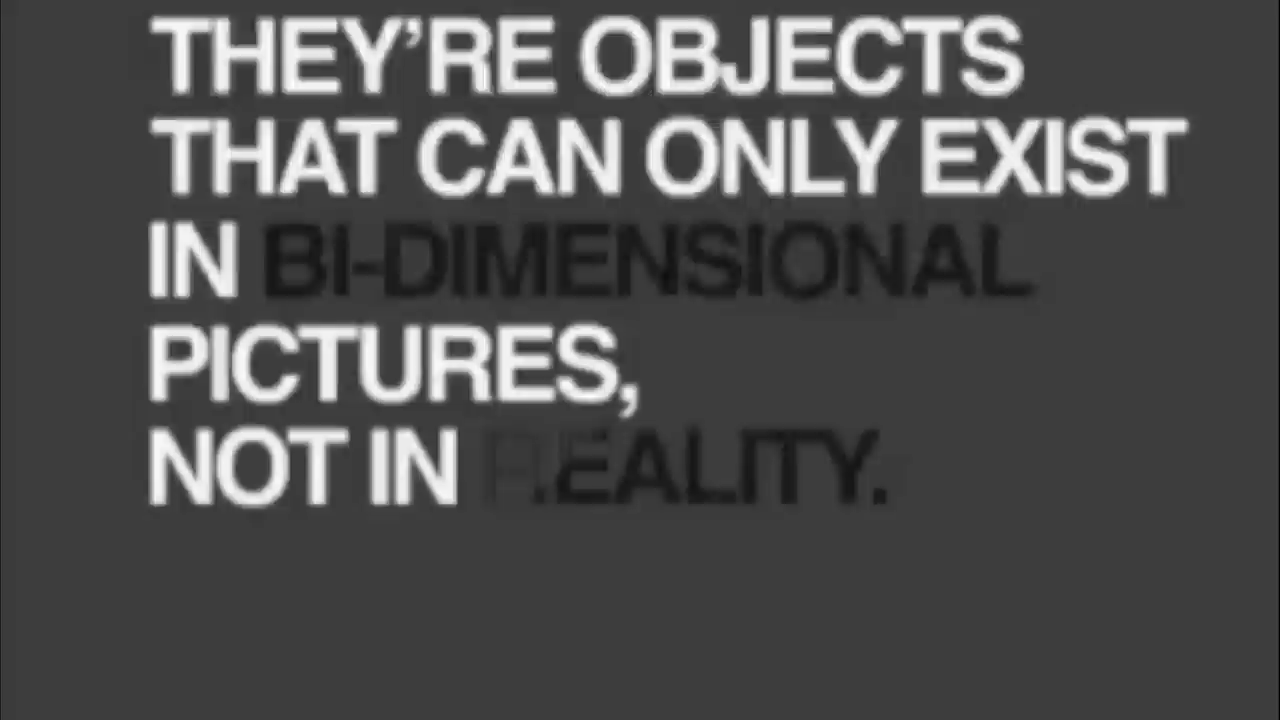 THEY'RE OBJECTS
THAT CAN ONLY EXIST
IN BI-DIMENSIONAL
PICTURES,
NOT IN REALITY.